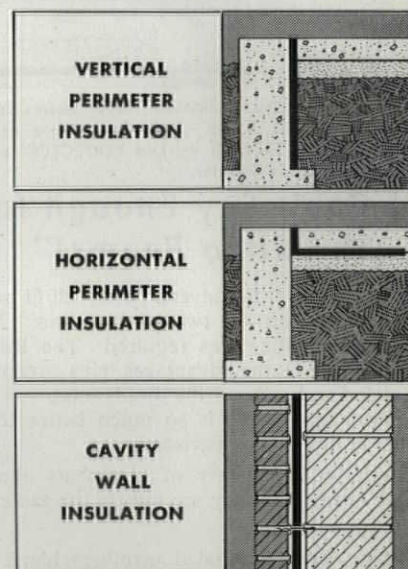 VERTICAL
PERIMETER
INSULATION
HORIZONTAL
PERIMETER
INSULATION
CAVITY
WALL
INSULATION